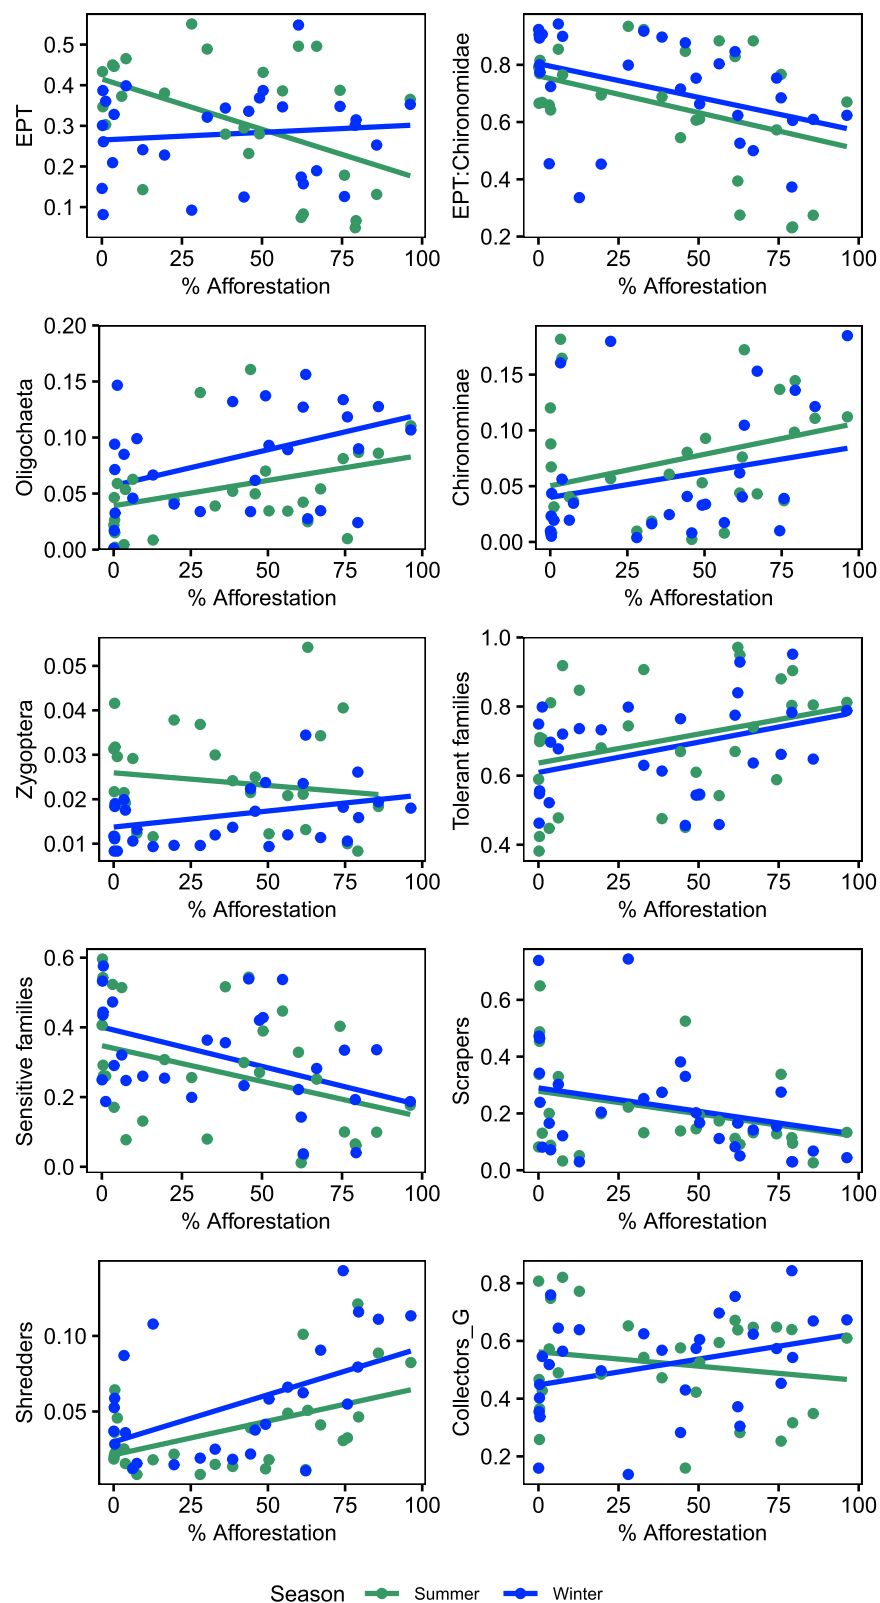 EPT
0.5
0.4
0.3
0.2
0.1
0 25 50 75 100
% Afforestation
EPT:Chironomidae
0.8
0.6
0.4
0.2
0 25 50 75 100
% Afforestation
Oligochaeta
0.20
0.15
0.10
0.05
0.00
0 25 50 75 100
% Afforestation
Chironominae
0.15
0.10
0.05
0.00
0 25 50 75 100
% Afforestation
Zygoptera
0.05
0.04
0.03
0.02
0.01
0 25 50 75 100
% Afforestation
Tolerant families
1.0
0.8
0.6
0.4
0 25 50 75 100
% Afforestation
Sensitive families
0.6
0.4
0.2
0.0
0 25 50 75 100
% Afforestation
Scrapers
0.6
0.4
0.2
0.0
0 25 50 75 100
% Afforestation
Shredders
0.10
0.05
0 25 50 75 100
% Afforestation
Collectors_G
0.8
0.6
0.4
0.2
0 25 50 75 100
% Afforestation
Season Summer Winter